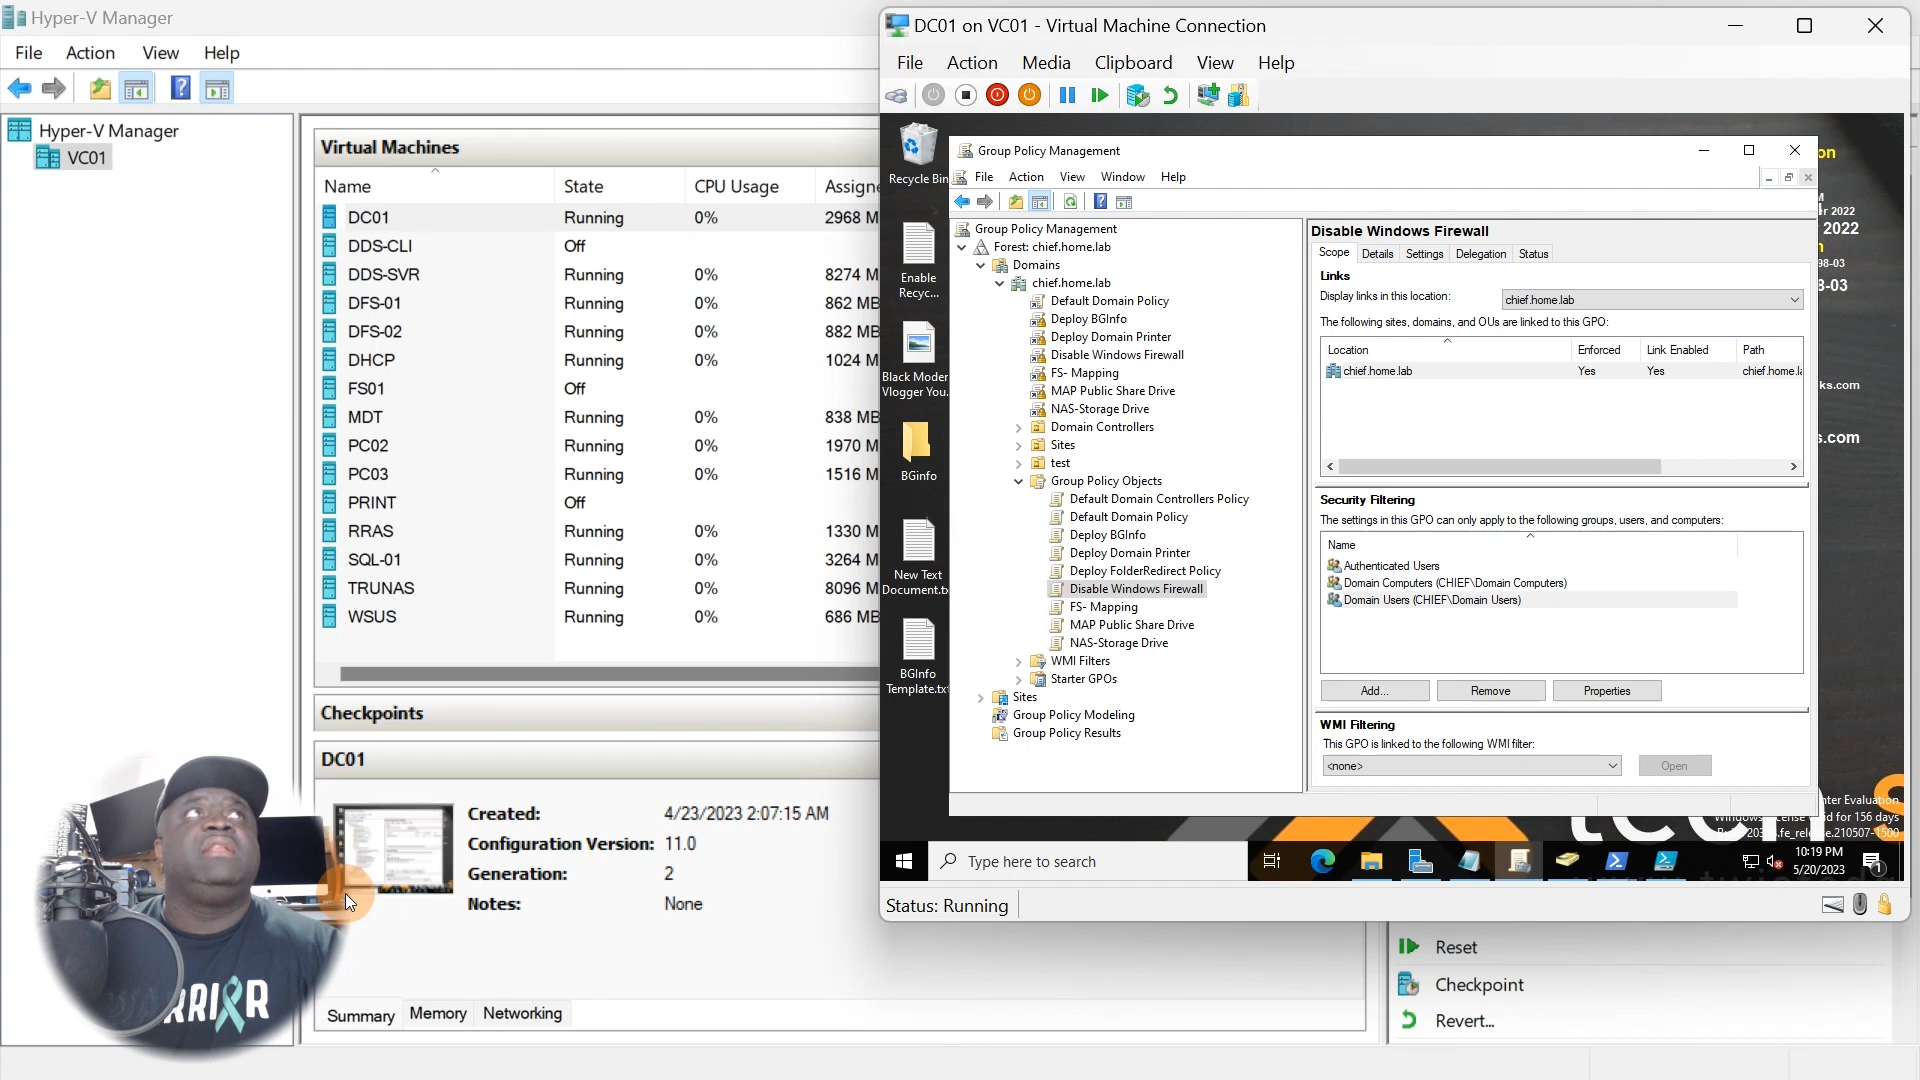 Hyper-V Manager
File Action View Help
Hyper-V Manager
VC01
Virtual Machines
Name State CPU Usage Assigne
DC01 Running 0% 2968 M
DDS-CLI Off
DDS-SVR Running 0% 8274 M
DFS-01 Running 0% 862 MB
DFS-02 Running 0% 882 MB
DHCP Running 0% 1024 M
FS01 Off
MDT Running 0% 838 MB
PC02 Running 0% 1970 M
PC03 Running 0% 1516 M
PRINT Off
RRAS Running 0% 1330 M
SQL-01 Running 0% 3264 M
TRUNAS Running 0% 8096 M
WSUS Running 0% 686 MB
Checkpoints
DC01
Created: 4/23/2023 2:07:15 AM
Configuration Version: 11.0
Generation: 2
Notes: None
Summary Memory Networking
RRI R
DC01 on VC01 - Virtual Machine Connection
File Action Media Clipboard View Help
Recycle Bin
Enable
Recyc...
Black Moder
Vlogger You.
BGinfo
New Text
Document.t
BGInfo
Template.tx
Group Policy Management
File Action View Window Help
Group Policy Management
Forest: chief.home.lab
Domains
chief.home.lab
Default Domain Policy
Deploy BGInfo
Deploy Domain Printer
Disable Windows Firewall
FS- Mapping
MAP Public Share Drive
NAS-Storage Drive
Domain Controllers
Sites
test
Group Policy Objects
Default Domain Controllers Policy
Default Domain Policy
Deploy BGInfo
Deploy Domain Printer
Deploy FolderRedirect Policy
Disable Windows Firewall
FS- Mapping
MAP Public Share Drive
NAS-Storage Drive
WMI Filters
Starter GPOs
Sites
Group Policy Modeling
Group Policy Results
Disable Windows Firewall
Scope Details Settings Delegation Status
Links
Display links in this location: chief.home.lab
The following sites, domains, and OUs are linked to this GPO:
Location Enforced Link Enabled Path
chief.home.lab Yes Yes chief.home.la
Security Filtering
The settings in this GPO can only apply to the following groups, users, and computers:
Name
Authenticated Users
Domain Computers (CHIEF\Domain Computers)
Domain Users (CHIEF\Domain Users)
Add... Remove Properties
WMI Filtering
This GPO is linked to the following WMI filter:
<none> Open
on
r 2022
2022
98-03
3-03
ks.com
s.com
nter Evaluation
id for 156 days
Type here to search
10:19 PM
5/20/2023
1
Status: Running
Reset
Checkpoint
Revert...